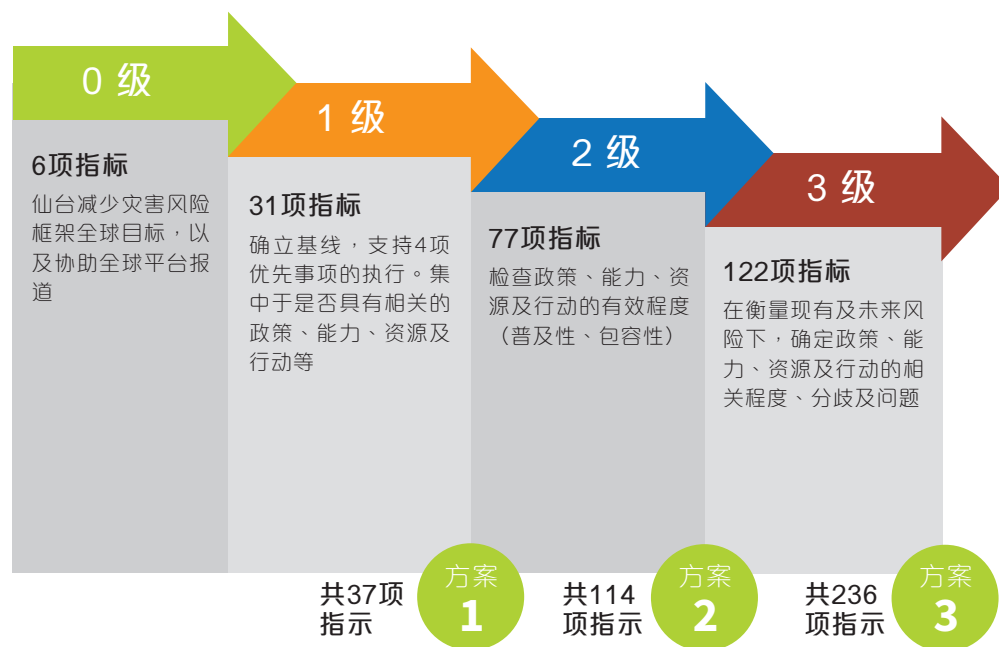 0 级
6项指标
仙台减少灾害风险
框架全球目标，以
及协助全球平台报
道
1 级
31项指标
确立基线，支持4项
优先事项的执行。集
中于是否具有相关的
政策、能力、资源及
行动等
2 级
77项指标
检查政策、能力、资
源及行动的有效程度
（普及性、包容性）
3 级
122项指标
在衡量现有及未来风
险下，确定政策、能
力、资源及行动的相
关程度、分歧及问题
共37项
指示
方案
1
共114
项指示
方案
2
共236
项指示
方案
3